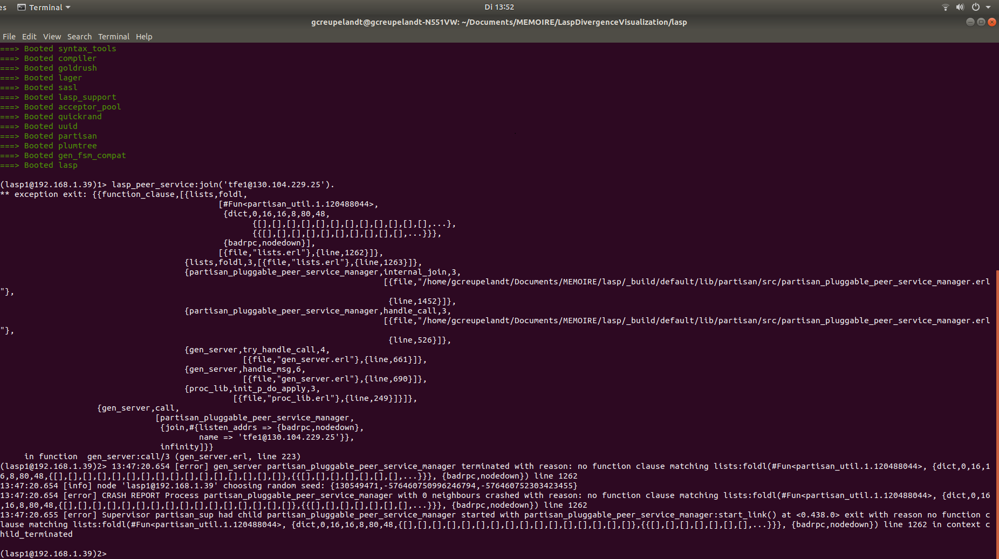 es Terminal Di 13:52
gcreupelandt@gcreupelandt-N551VW: ~/Documents/MEMOIRE/LaspDivergenceVisualization/lasp
File Edit View Search Terminal Help
===> Booted syntax_tools
===> Booted compiler
===> Booted goldrush
===> Booted lager
===> Booted sasl
===> Booted lasp_support
===> Booted acceptor_pool
===> Booted quickrand
===> Booted uuid
===> Booted partisan
===> Booted plumtree
===> Booted gen_fsm_compat
===> Booted lasp
(lasp1@192.168.1.39)1> lasp_peer_service:join('tfe1@130.104.229.25').
** exception exit: {{function_clause,[{lists,foldl,
[#Fun<partisan_util.1.120488044>,
{dict,0,16,16,8,80,48,
{[],[],[],[],[],[],[],[],[],[],[],[],...},
{{[],[],[],[],[],[],[],[],[],[],...}}},
{badrpc,nodedown}],
[{file,"lists.erl"},{line,1262}]},
{lists,foldl,3,[{file,"lists.erl"},{line,1263}]},
{partisan_pluggable_peer_service_manager,internal_join,3,
[{file,"/home/gcreupelandt/Documents/MEMOIRE/lasp/_build/default/lib/partisan/src/partisan_pluggable_peer_service_manager.erl
"},
{line,1452}]},
{partisan_pluggable_peer_service_manager,handle_call,3,
[{file,"/home/gcreupelandt/Documents/MEMOIRE/lasp/_build/default/lib/partisan/src/partisan_pluggable_peer_service_manager.erl
"},
{line,526}]},
{gen_server,try_handle_call,4,
[{file,"gen_server.erl"},{line,661}]},
{gen_server,handle_msg,6,
[{file,"gen_server.erl"},{line,690}]},
{proc_lib,init_p_do_apply,3,
[{file,"proc_lib.erl"},{line,249}]}]},
{gen_server,call,
[partisan_pluggable_peer_service_manager,
{join,#{listen_addrs => {badrpc,nodedown},
name => 'tfe1@130.104.229.25'}},
infinity]}}
in function  gen_server:call/3 (gen_server.erl, line 223)
(lasp1@192.168.1.39)2> 13:47:20.654 [error] gen_server partisan_pluggable_peer_service_manager terminated with reason: no function clause matching lists:foldl(#Fun<partisan_util.1.120488044>, {dict,0,16,1
6,8,80,48,{[],[],[],[],[],[],[],[],[],[],[],[],[],[],[],[]},{{[],[],[],[],[],[],...}}}, {badrpc,nodedown}) line 1262
13:47:20.654 [info] node 'lasp1@192.168.1.39' choosing random seed: {130549471,-576460750996246794,-576460752303423455}
13:47:20.654 [error] CRASH REPORT Process partisan_pluggable_peer_service_manager with 0 neighbours crashed with reason: no function clause matching lists:foldl(#Fun<partisan_util.1.120488044>, {dict,0,16
,16,8,80,48,{[],[],[],[],[],[],[],[],[],[],[],[],[],[],[],[]},{{[],[],[],[],[],[],...}}}, {badrpc,nodedown}) line 1262
13:47:20.655 [error] Supervisor partisan_sup had child partisan_pluggable_peer_service_manager started with partisan_pluggable_peer_service_manager:start_link() at <0.438.0> exit with reason no function c
lause matching lists:foldl(#Fun<partisan_util.1.120488044>, {dict,0,16,16,8,80,48,{[],[],[],[],[],[],[],[],[],[],[],[],[],[],[],[]},{{[],[],[],[],[],[],...}}}, {badrpc,nodedown}) line 1262 in context c
hild_terminated
(lasp1@192.168.1.39)2>